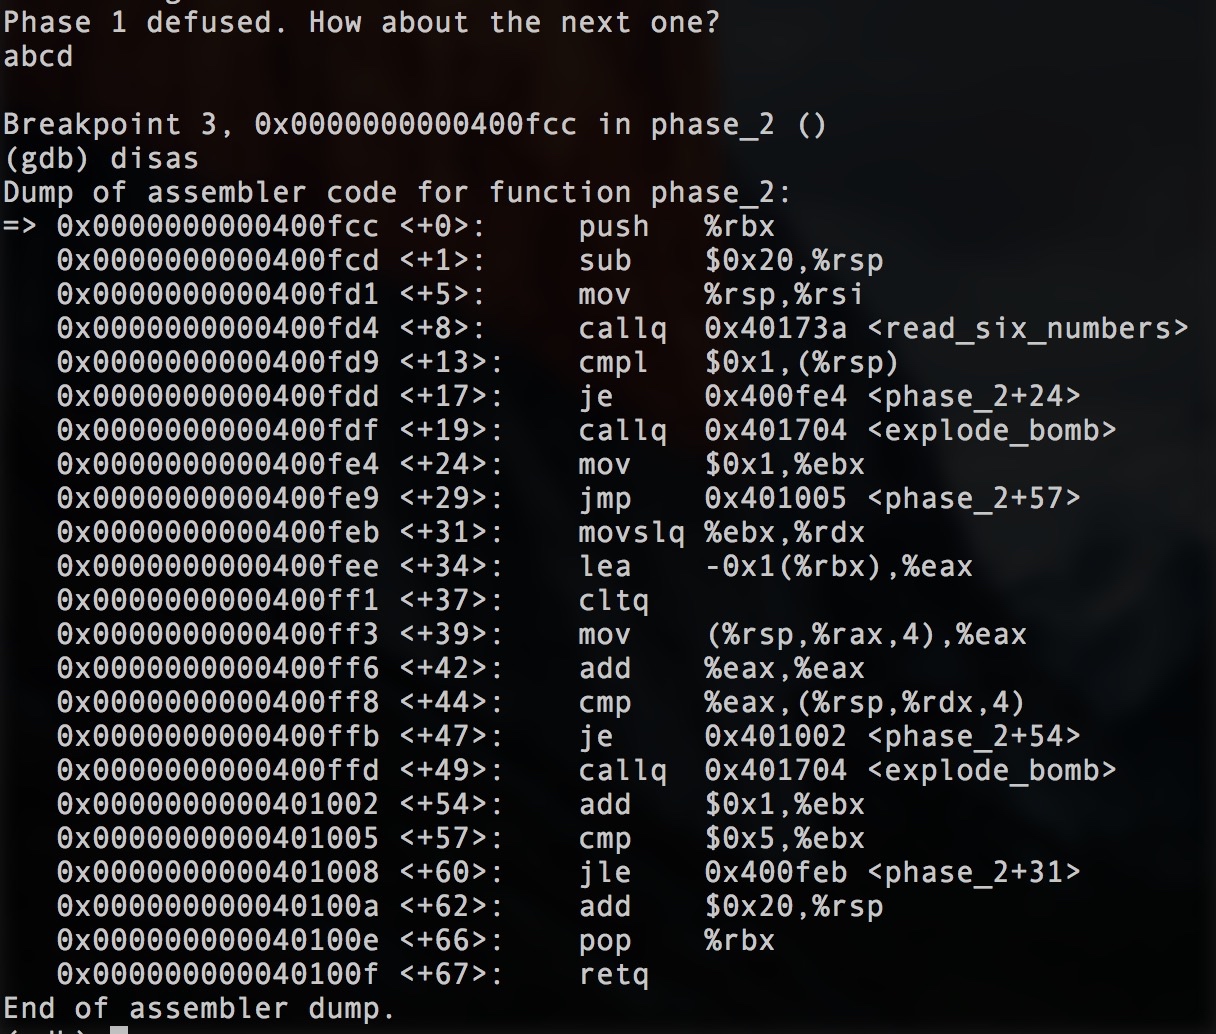 Phase 1 defused. How about the next one?
abcd
Breakpoint 3, 0x0000000000400fcc in phase_2 ()
(gdb) disas
Dump of assembler code for function phase_2:
=> 0x0000000000400fcc <+0>:     push   %rbx
   0x0000000000400fcd <+1>:     sub    $0x20,%rsp
   0x0000000000400fd1 <+5>:     mov    %rsp,%rsi
   0x0000000000400fd4 <+8>:     callq  0x40173a <read_six_numbers>
   0x0000000000400fd9 <+13>:    cmpl   $0x1,(%rsp)
   0x0000000000400fdd <+17>:    je     0x400fe4 <phase_2+24>
   0x0000000000400fdf <+19>:    callq  0x401704 <explode_bomb>
   0x0000000000400fe4 <+24>:    mov    $0x1,%ebx
   0x0000000000400fe9 <+29>:    jmp    0x401005 <phase_2+57>
   0x0000000000400feb <+31>:    movslq %ebx,%rdx
   0x0000000000400fee <+34>:    lea    -0x1(%rbx),%eax
   0x0000000000400ff1 <+37>:    cltq
   0x0000000000400ff3 <+39>:    mov    (%rsp,%rax,4),%eax
   0x0000000000400ff6 <+42>:    add    %eax,%eax
   0x0000000000400ff8 <+44>:    cmp    %eax,(%rsp,%rdx,4)
   0x0000000000400ffb <+47>:    je     0x401002 <phase_2+54>
   0x0000000000400ffd <+49>:    callq  0x401704 <explode_bomb>
   0x0000000000401002 <+54>:    add    $0x1,%ebx
   0x0000000000401005 <+57>:    cmp    $0x5,%ebx
   0x0000000000401008 <+60>:    jle    0x400feb <phase_2+31>
   0x000000000040100a <+62>:    add    $0x20,%rsp
   0x000000000040100e <+66>:    pop    %rbx
   0x000000000040100f <+67>:    retq
End of assembler dump.
(gdb)